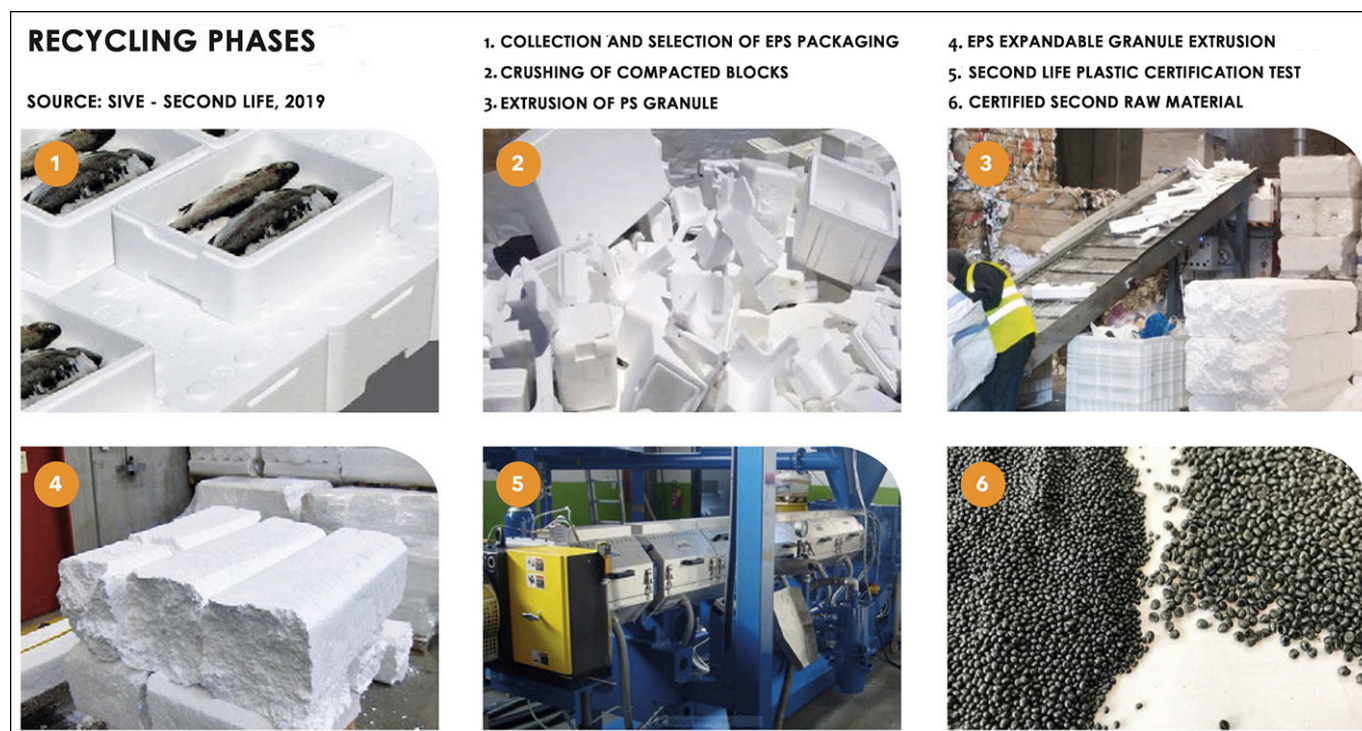 RECYCLING PHASES
SOURCE: SIVE - SECOND LIFE, 2019
1. COLLECTION AND SELECTION OF EPS PACKAGING
2. CRUSHING OF COMPACTED BLOCKS
3. EXTRUSION OF PS GRANULE
4. EPS EXPANDABLE GRANULE EXTRUSION
5. SECOND LIFE PLASTIC CERTIFICATION TEST
6. CERTIFIED SECOND RAW MATERIAL
1
2
3
4
5
6